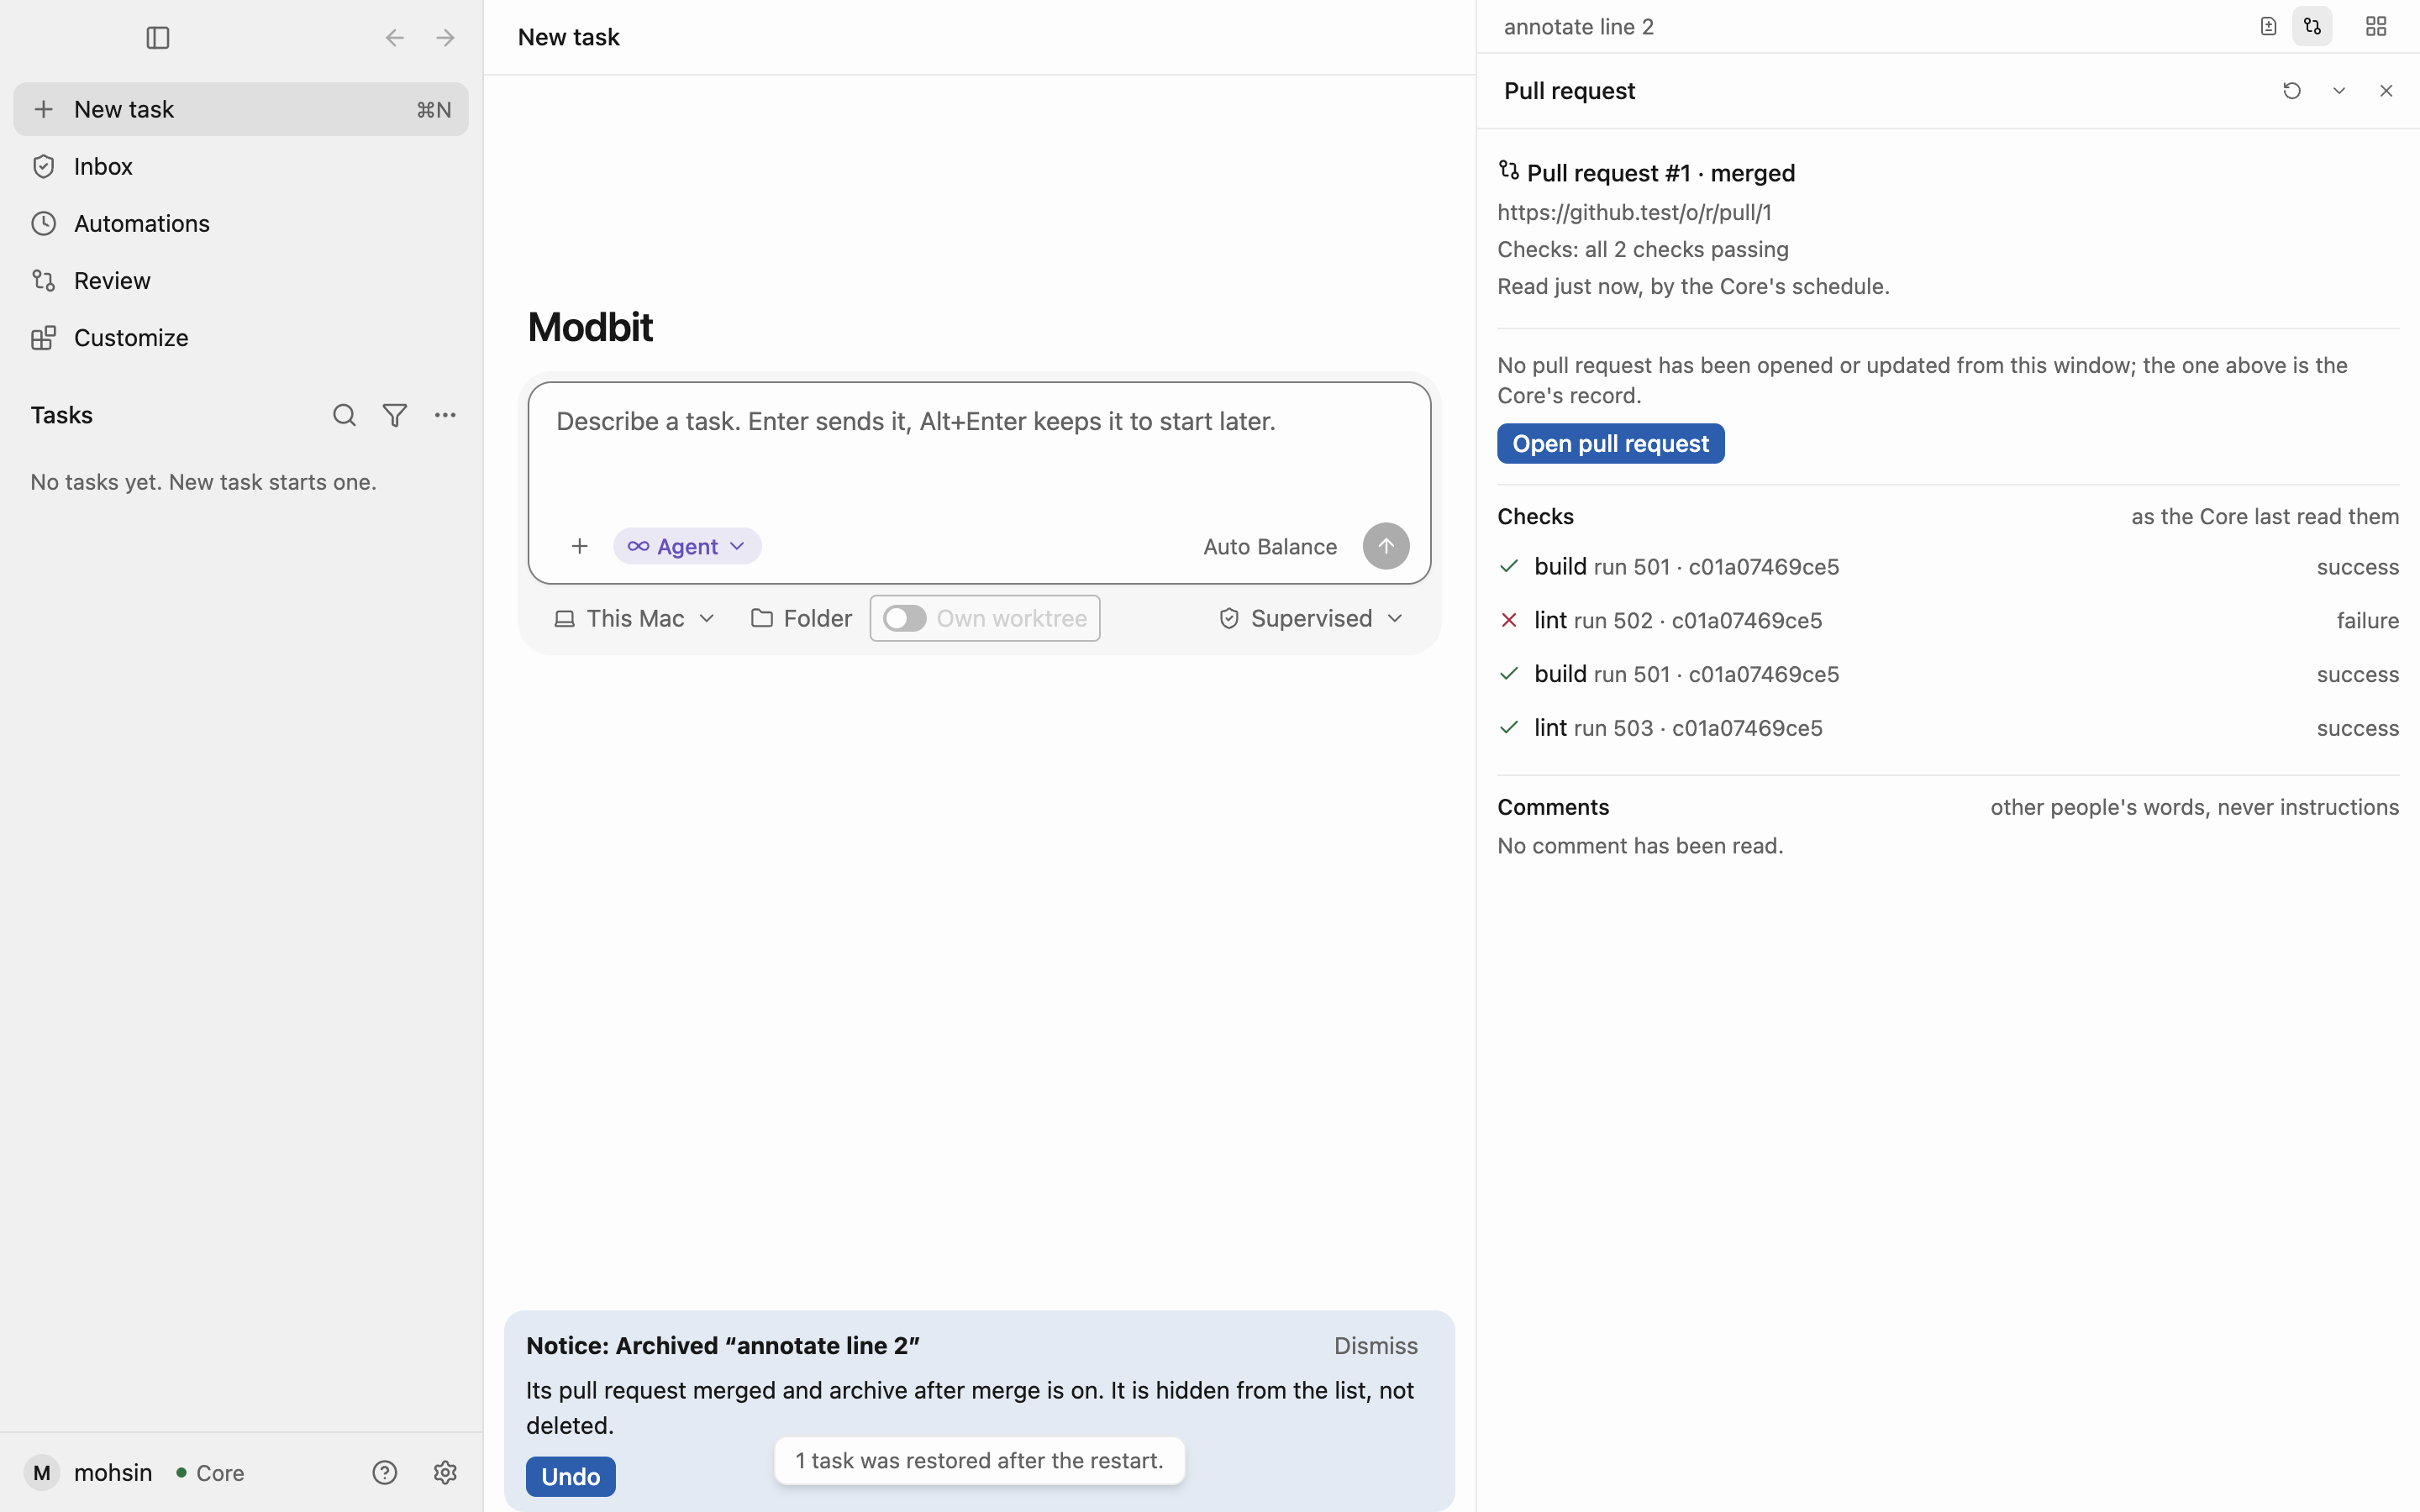 New task
⌘N
Inbox
Automations
Review
Customize
Tasks
No tasks yet. New task starts one.
M mohsin Core
New task
Modbit
Describe a task. Enter sends it, Alt+Enter keeps it to start later.
Agent
Auto Balance
This Mac
Folder
Own worktree
Supervised
Notice: Archived “annotate line 2”
Dismiss
Its pull request merged and archive after merge is on. It is hidden from the list, not
deleted.
Undo
1 task was restored after the restart.
annotate line 2
Pull request
Pull request #1 · merged
https://github.test/o/r/pull/1
Checks: all 2 checks passing
Read just now, by the Core's schedule.
No pull request has been opened or updated from this window; the one above is the
Core's record.
Open pull request
Checks as the Core last read them
build run 501 · c01a07469ce5 success
lint run 502 · c01a07469ce5 failure
build run 501 · c01a07469ce5 success
lint run 503 · c01a07469ce5 success
Comments other people's words, never instructions
No comment has been read.